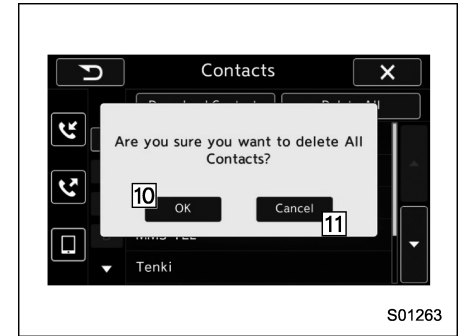 Contacts
Are you sure you want to delete All
Contacts?
10
OK
Cancel
11
Tenki
S01263